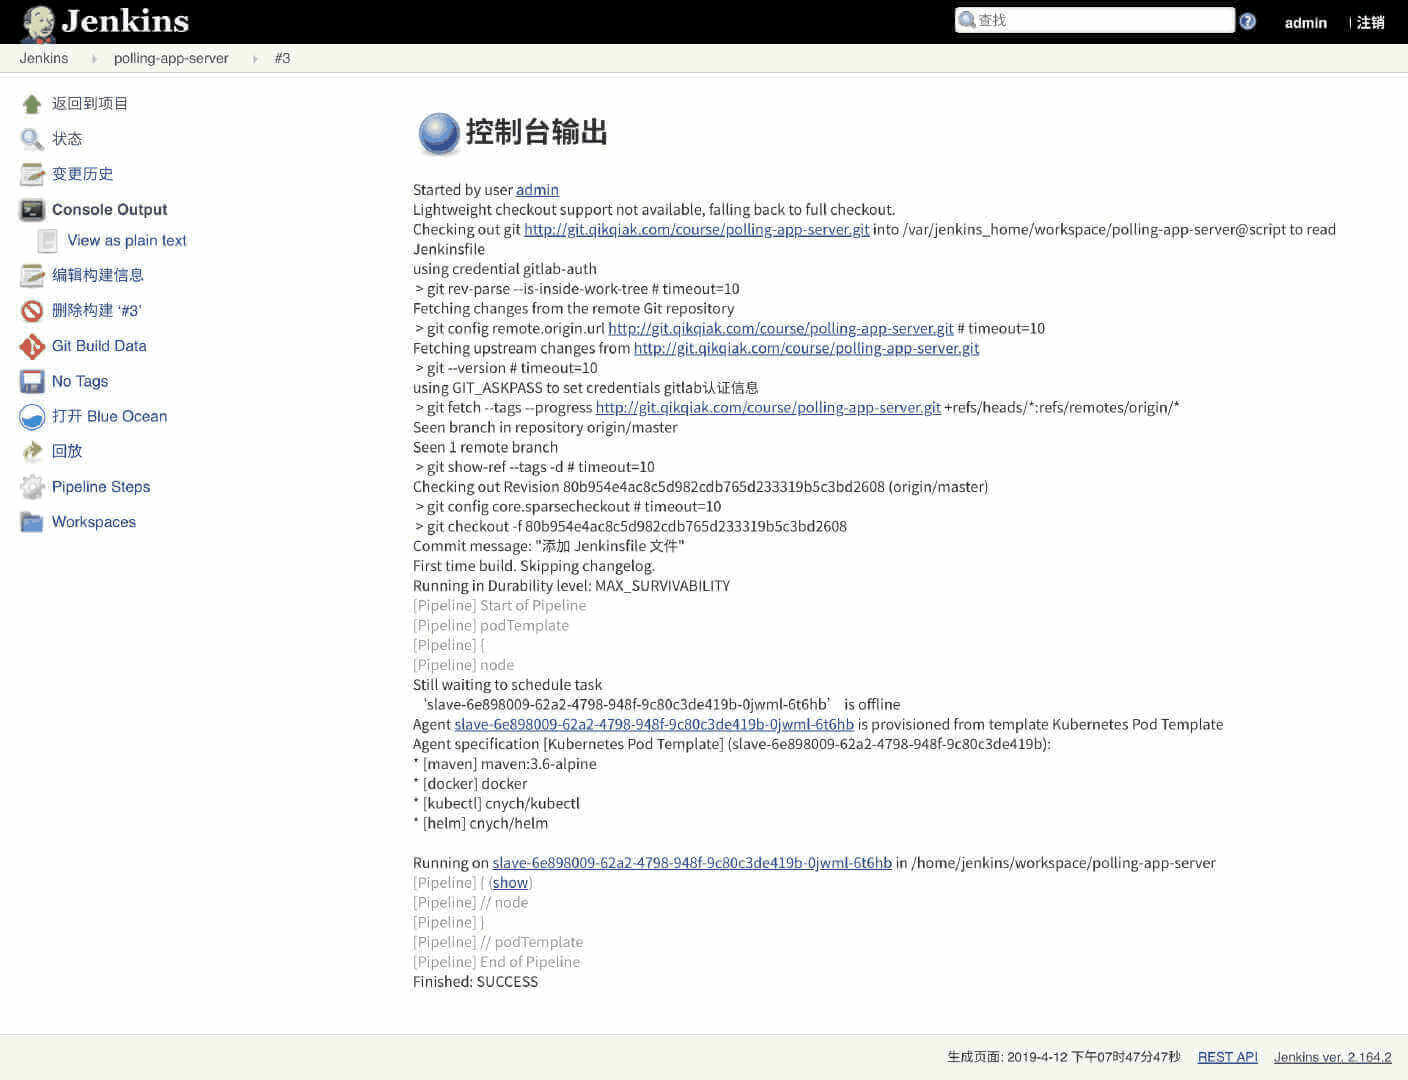 Jenkins
查找
admin
| 注销
Jenkins
polling-app-server
#3
返回到项目
状态
变更历史
Console Output
View as plain text
编辑构建信息
删除构建 ‘#3’
Git Build Data
No Tags
打开 Blue Ocean
回放
Pipeline Steps
Workspaces
控制台输出
Started by user admin
Lightweight checkout support not available, falling back to full checkout.
Checking out git http://git.qikqiak.com/course/polling-app-server.git into /var/jenkins_home/workspace/polling-app-server@script to read
Jenkinsfile
using credential gitlab-auth
> git rev-parse --is-inside-work-tree # timeout=10
Fetching changes from the remote Git repository
> git config remote.origin.url http://git.qikqiak.com/course/polling-app-server.git # timeout=10
Fetching upstream changes from http://git.qikqiak.com/course/polling-app-server.git
> git --version # timeout=10
using GIT_ASKPASS to set credentials gitlab认证信息
> git fetch --tags --progress http://git.qikqiak.com/course/polling-app-server.git +refs/heads/*:refs/remotes/origin/*
Seen branch in repository origin/master
Seen 1 remote branch
> git show-ref --tags -d # timeout=10
Checking out Revision 80b954e4ac8c5d982cdb765d233319b5c3bd2608 (origin/master)
> git config core.sparsecheckout # timeout=10
> git checkout -f 80b954e4ac8c5d982cdb765d233319b5c3bd2608
Commit message: "添加 Jenkinsfile 文件"
First time build. Skipping changelog.
Running in Durability level: MAX_SURVIVABILITY
[Pipeline] Start of Pipeline
[Pipeline] podTemplate
[Pipeline] {
[Pipeline] node
Still waiting to schedule task
‘slave-6e898009-62a2-4798-948f-9c80c3de419b-0jwml-6t6hb’ is offline
Agent slave-6e898009-62a2-4798-948f-9c80c3de419b-0jwml-6t6hb is provisioned from template Kubernetes Pod Template
Agent specification [Kubernetes Pod Template] (slave-6e898009-62a2-4798-948f-9c80c3de419b):
* [maven] maven:3.6-alpine
* [docker] docker
* [kubectl] cnych/kubectl
* [helm] cnych/helm
Running on slave-6e898009-62a2-4798-948f-9c80c3de419b-0jwml-6t6hb in /home/jenkins/workspace/polling-app-server
[Pipeline] { (show)
[Pipeline] // node
[Pipeline] }
[Pipeline] // podTemplate
[Pipeline] End of Pipeline
Finished: SUCCESS
生成页面: 2019-4-12 下午07时47分47秒
REST API
Jenkins ver. 2.164.2